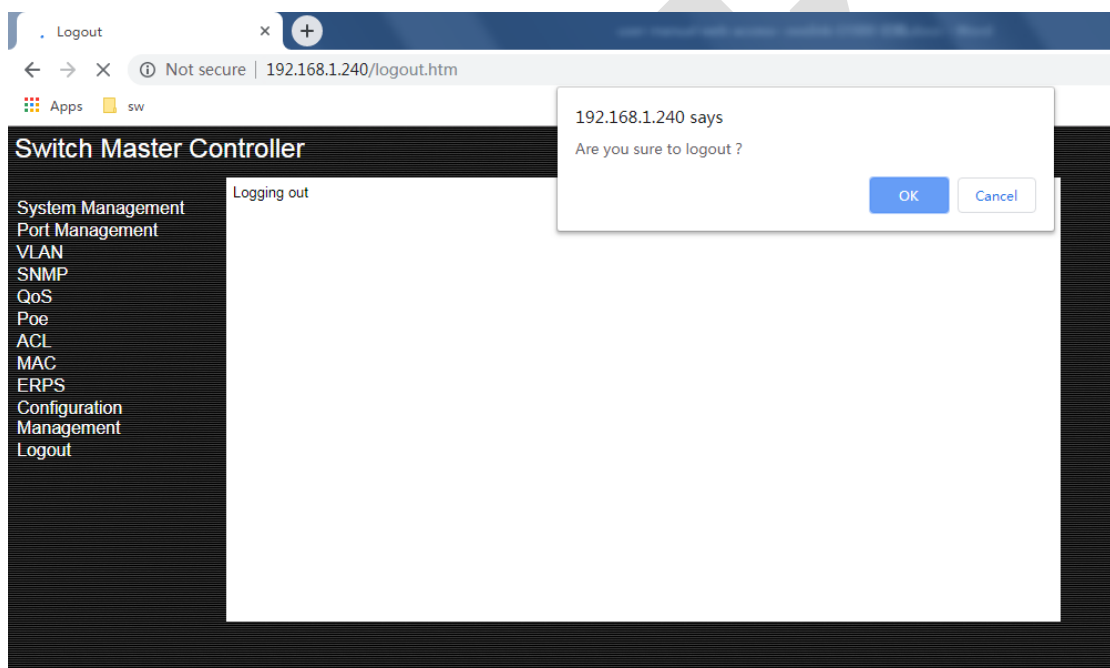 Logout
Not secure | 192.168.1.240/logout.htm
Apps sw
192.168.1.240 says
Are you sure to logout ?
OK Cancel
Switch Master Controller
Logging out
System Management
Port Management
VLAN
SNMP
QoS
Poe
ACL
MAC
ERPS
Configuration
Management
Logout